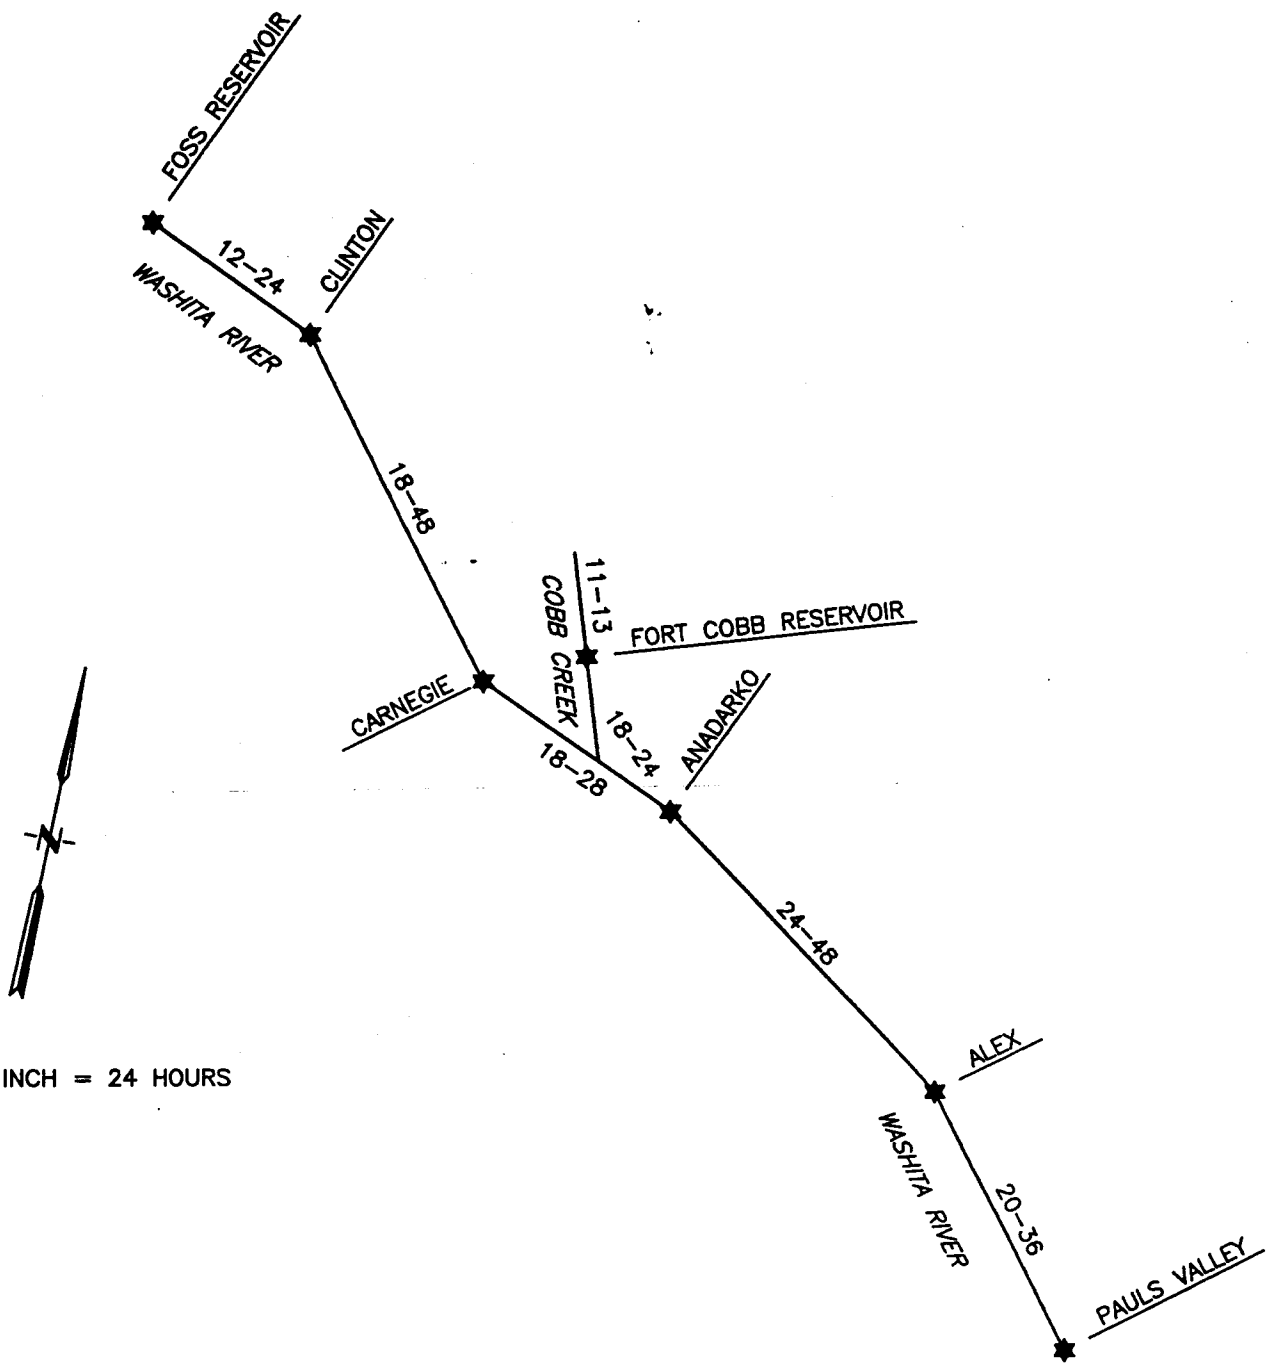 FOSS RESERVOIR
12-24
WASHITA RIVER
CLINTON
18-48
11-13
COBB CREEK
FORT COBB RESERVOIR
CARNEGIE
18-24
ANADARKO
18-28
N
24-48
ALEX
INCH = 24 HOURS
WASHITA RIVER
20-36
PAULS VALLEY